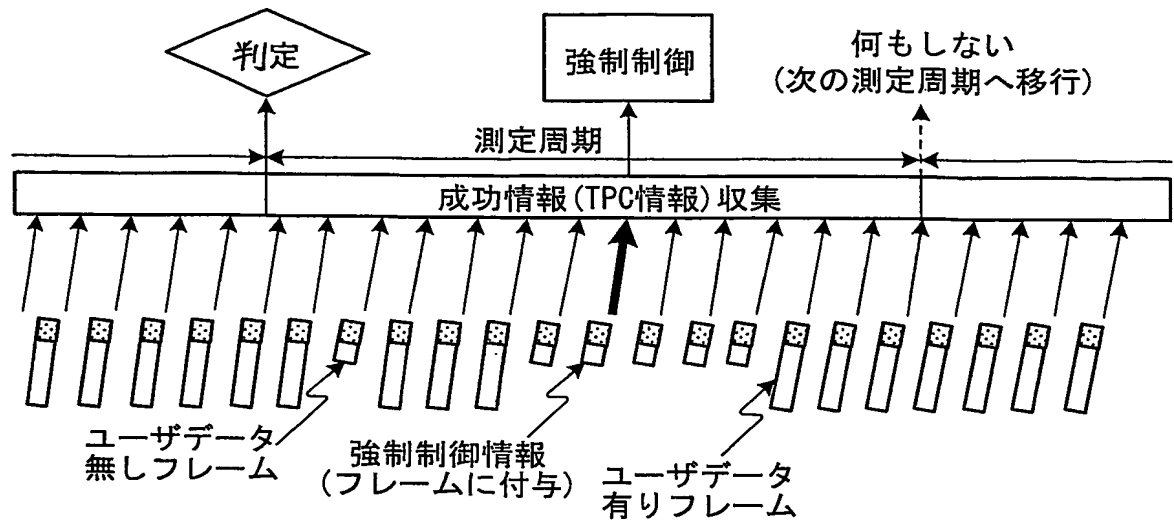 判定
強制制御
何もしない
(次の測定周期へ移行)
測定周期
成功情報(TPC情報)収集
ユーザデータ
無しフレーム
強制制御情報
(フレームに付与)
ユーザデータ
有りフレーム